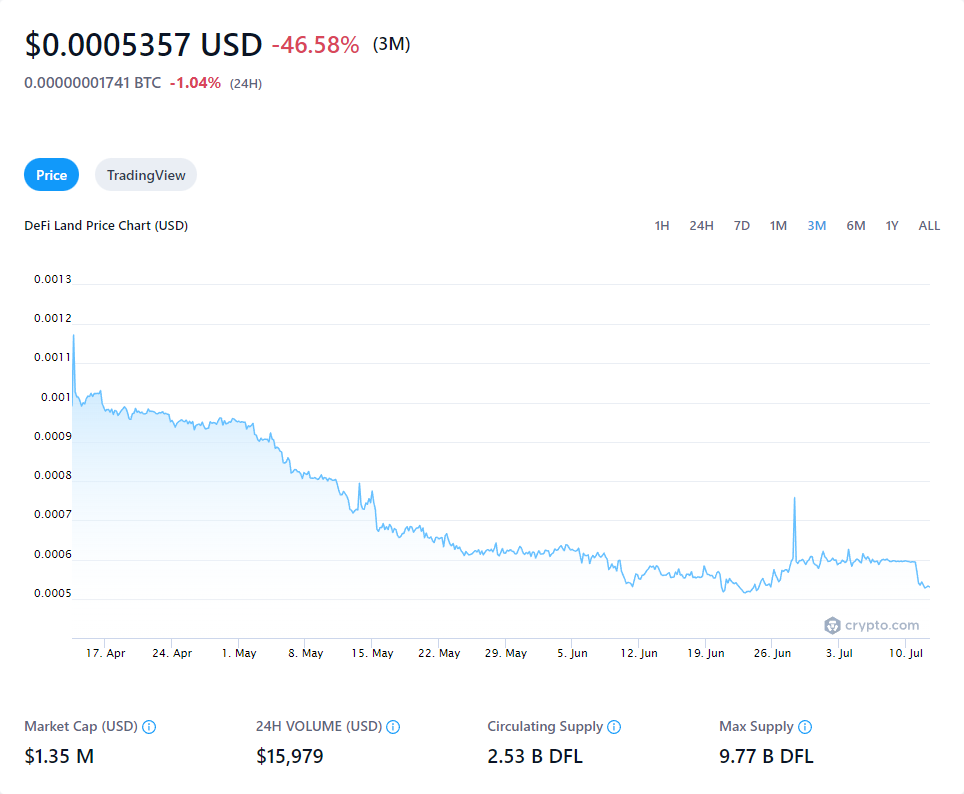 $0.0005357 USD -46.58% (3M)
0.00000001741 BTC -1.04% (24H)
Price TradingView
DeFi Land Price Chart (USD) 1H 24H 7D 1M 3M 6M 1Y ALL
0.0013
0.0012
0.0011
0.001
0.0009
0.0008
0.0007
0.0006
0.0005
crypto.com
17. Apr 24. Apr 1. May 8. May 15. May 22. May 29. May 5. Jun 12. Jun 19. Jun 26. Jun 3. Jul 10. Jul
Market Cap (USD) 24H VOLUME (USD) Circulating Supply Max Supply
$1.35 M $15,979 2.53 B DFL 9.77 B DFL